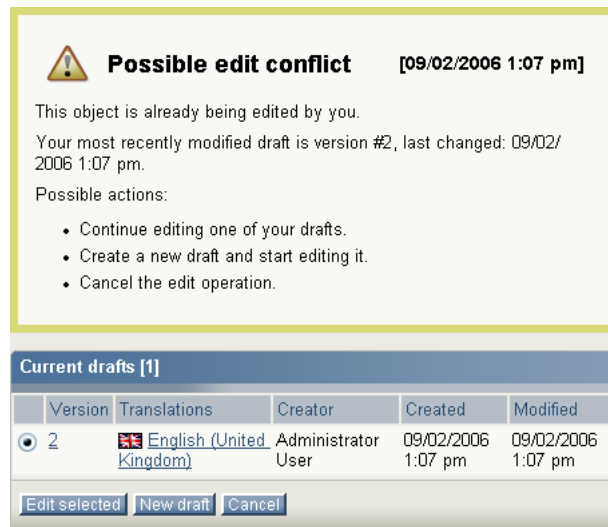 Possible edit conflict [09/02/2006 1:07 pm]
This object is already being edited by you.
Your most recently modified draft is version #2, last changed: 09/02/
2006 1:07 pm.
Possible actions:
• Continue editing one of your drafts.
• Create a new draft and start editing it.
• Cancel the edit operation.
Current drafts [1]
Version Translations Creator Created Modified
2 English (United Administrator 09/02/2006 09/02/2006
Kingdom) User 1:07 pm 1:07 pm
Edit selected New draft Cancel